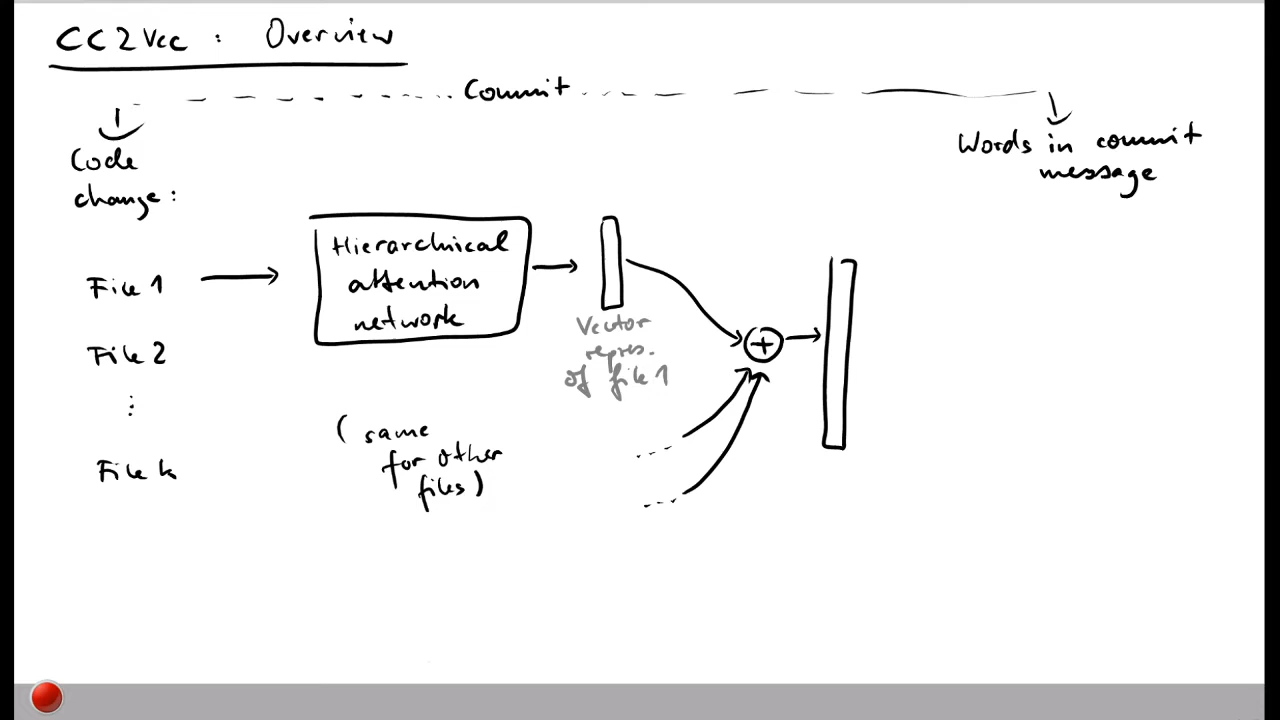 CC2Vec : Overview
Commit
Code
change :
Words in commit
message
Hierarchical
attention
network
File 1
File 2
⋮
File k
Vector
repres.
of file 1
+
( same
for other
files )